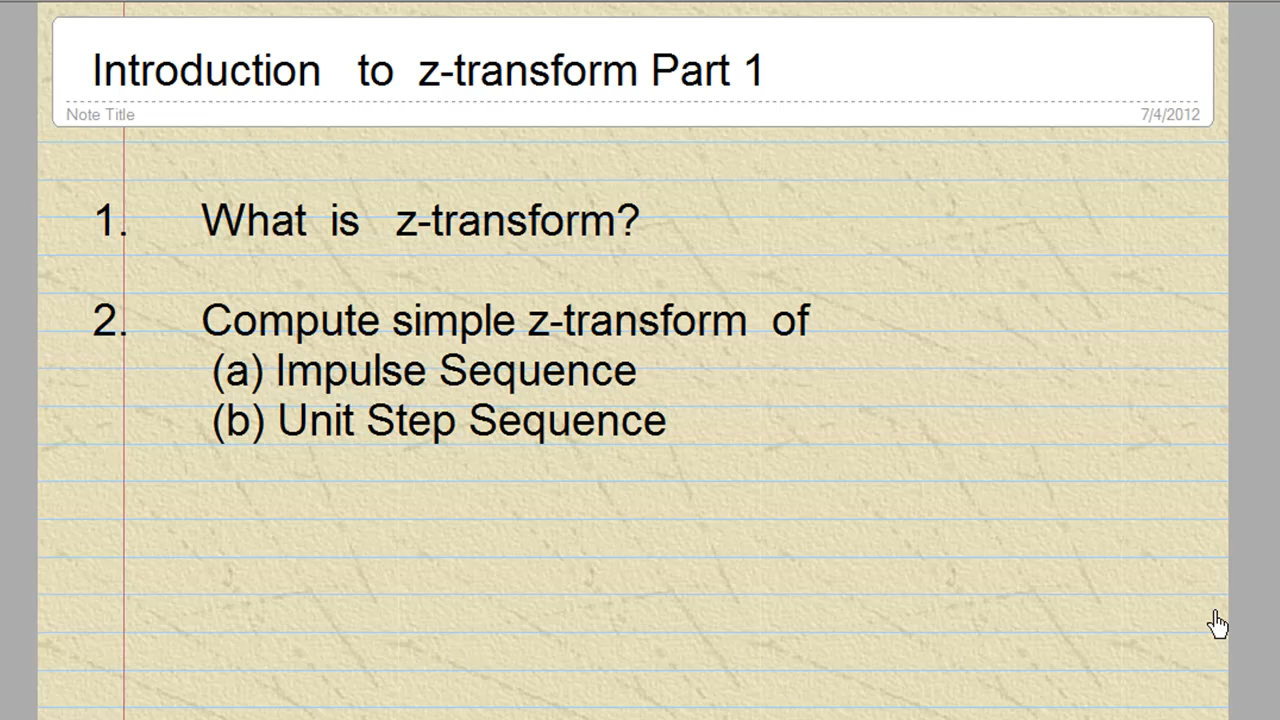 Introduction to z-transform Part 1
Note Title
7/4/2012
1. What is z-transform?
2. Compute simple z-transform of
(a) Impulse Sequence
(b) Unit Step Sequence